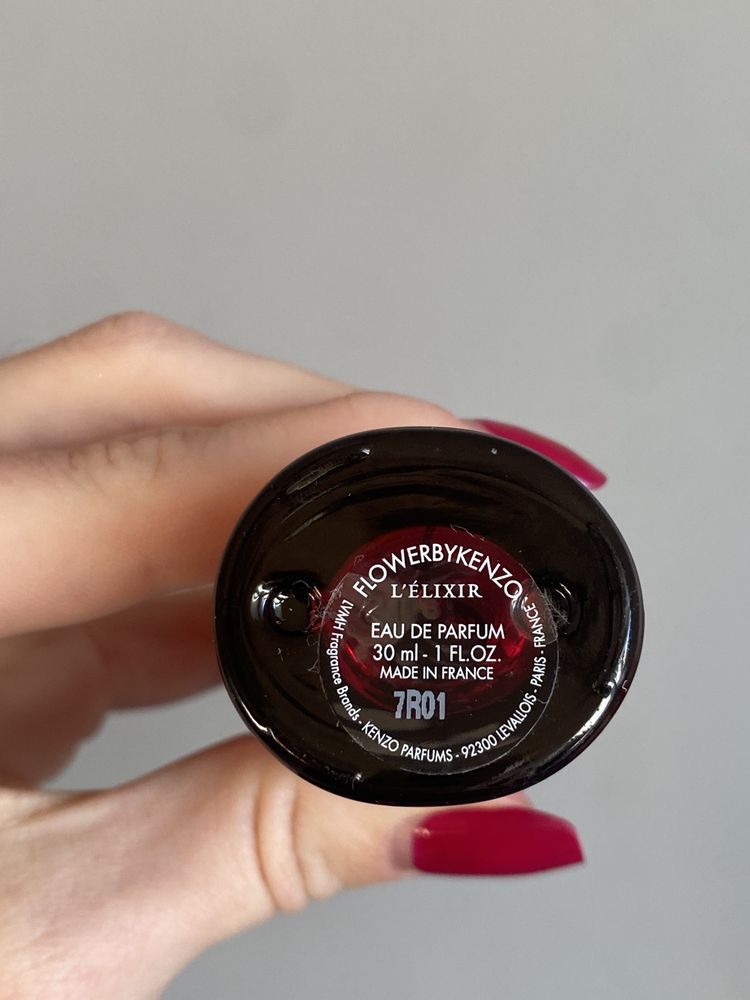 FLOWERBYKENZO
L'ÉLIXIR
EAU DE PARFUM
30 ml - 1 FL.OZ.
MADE IN FRANCE
7R01
LVMH Fragrance Brands - KENZO PARFUMS - 92300 LEVALLOIS - PARIS - FRANCE